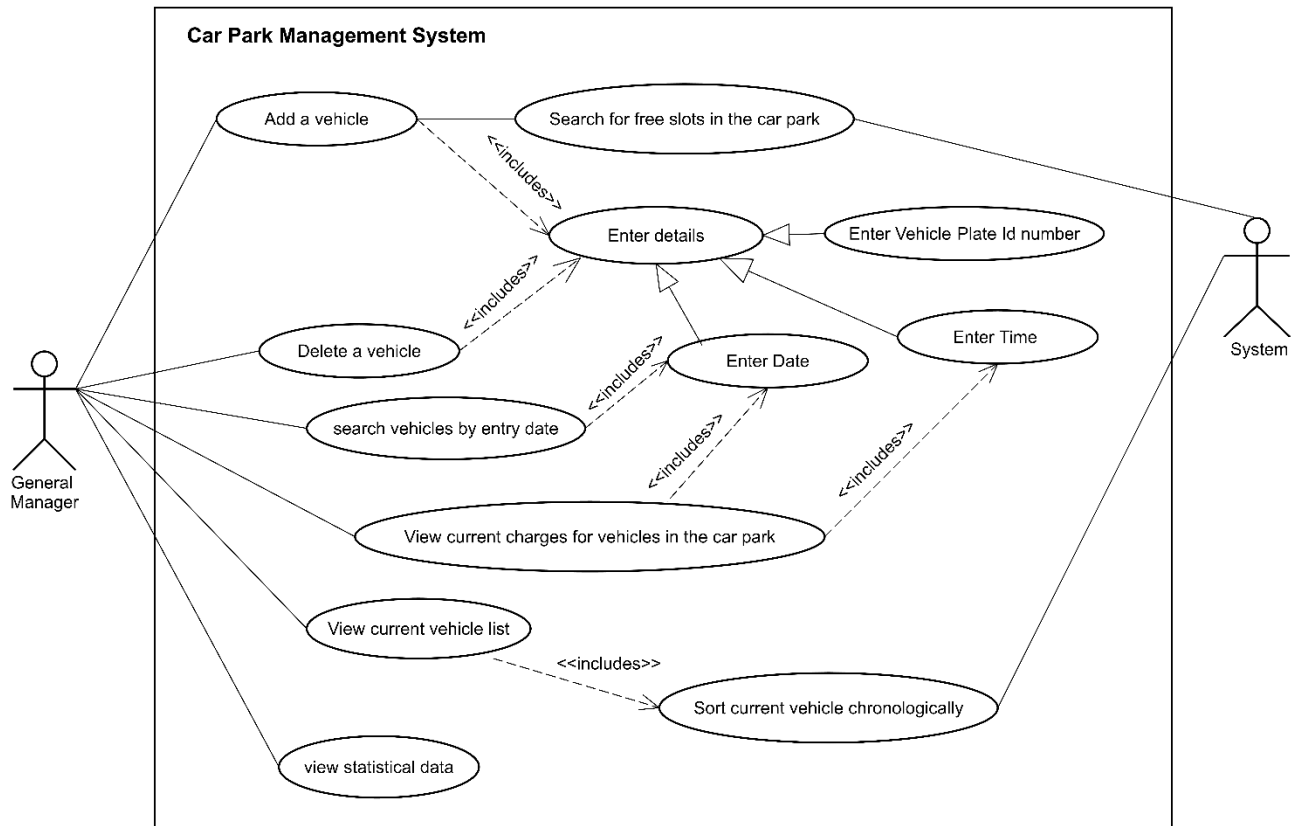 Car Park Management System
Add a vehicle
Search for free slots in the car park
<<includes>>
Enter details
Enter Vehicle Plate Id number
<<includes>>
Delete a vehicle
<<includes>>
Enter Date
Enter Time
System
search vehicles by entry date
General
Manager
<<includes>>
<<includes>>
View current charges for vehicles in the car park
View current vehicle list
<<includes>>
Sort current vehicle chronologically
view statistical data